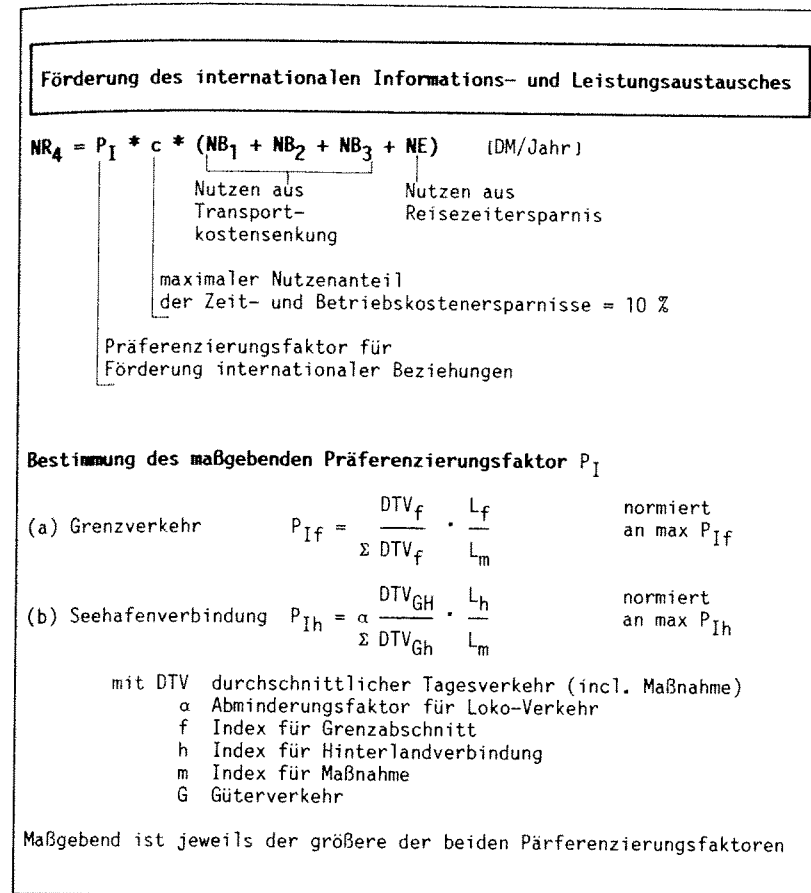 Förderung des internationalen Informations- und Leistungsaustausches
NR4 = PI * c * (NB1 + NB2 + NB3 + NE) [DM/Jahr]
Nutzen aus Nutzen aus
Transport- Reisezeitersparnis
kostensenkung
maximaler Nutzenanteil
der Zeit- und Betriebskostenersparnisse = 10 %
Präferenzierungsfaktor für
Förderung internationaler Beziehungen
Bestimmung des maßgebenden Präferenzierungsfaktor PI
(a) Grenzverkehr PIf = DTVf / Σ DTVf · Lf / Lm normiert
an max PIf
(b) Seehafenverbindung PIh = α DTVGH / Σ DTVGh · Lh / Lm normiert
an max PIh
mit DTV durchschnittlicher Tagesverkehr (incl. Maßnahme)
α Abminderungsfaktor für Loko-Verkehr
f Index für Grenzabschnitt
h Index für Hinterlandverbindung
m Index für Maßnahme
G Güterverkehr
Maßgebend ist jeweils der größere der beiden Pärferenzierungsfaktoren